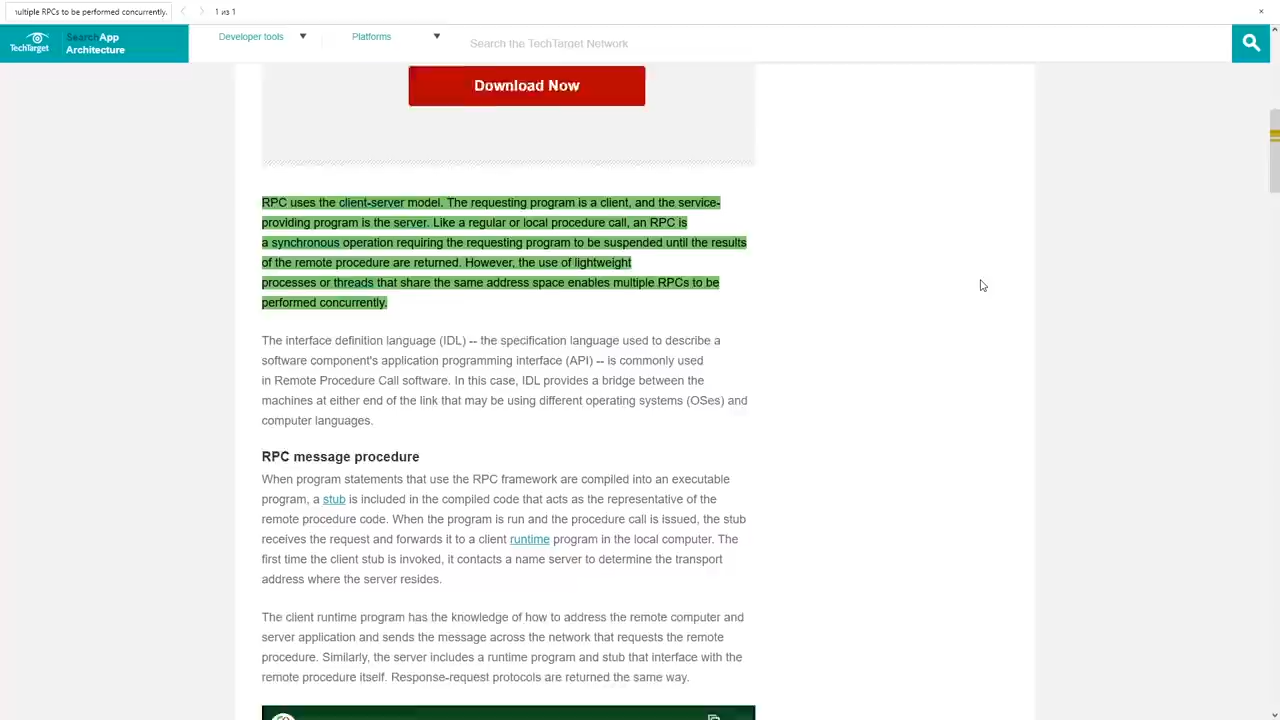 ultiple RPCs to be performed concurrently.
1 из 1
TechTarget
SearchApp
Architecture
Developer tools
Platforms
Search the TechTarget Network
Download Now
RPC uses the client-server model. The requesting program is a client, and the service-
providing program is the server. Like a regular or local procedure call, an RPC is
a synchronous operation requiring the requesting program to be suspended until the results
of the remote procedure are returned. However, the use of lightweight
processes or threads that share the same address space enables multiple RPCs to be
performed concurrently.
The interface definition language (IDL) -- the specification language used to describe a
software component's application programming interface (API) -- is commonly used
in Remote Procedure Call software. In this case, IDL provides a bridge between the
machines at either end of the link that may be using different operating systems (OSes) and
computer languages.
RPC message procedure
When program statements that use the RPC framework are compiled into an executable
program, a stub is included in the compiled code that acts as the representative of the
remote procedure code. When the program is run and the procedure call is issued, the stub
receives the request and forwards it to a client runtime program in the local computer. The
first time the client stub is invoked, it contacts a name server to determine the transport
address where the server resides.
The client runtime program has the knowledge of how to address the remote computer and
server application and sends the message across the network that requests the remote
procedure. Similarly, the server includes a runtime program and stub that interface with the
remote procedure itself. Response-request protocols are returned the same way.